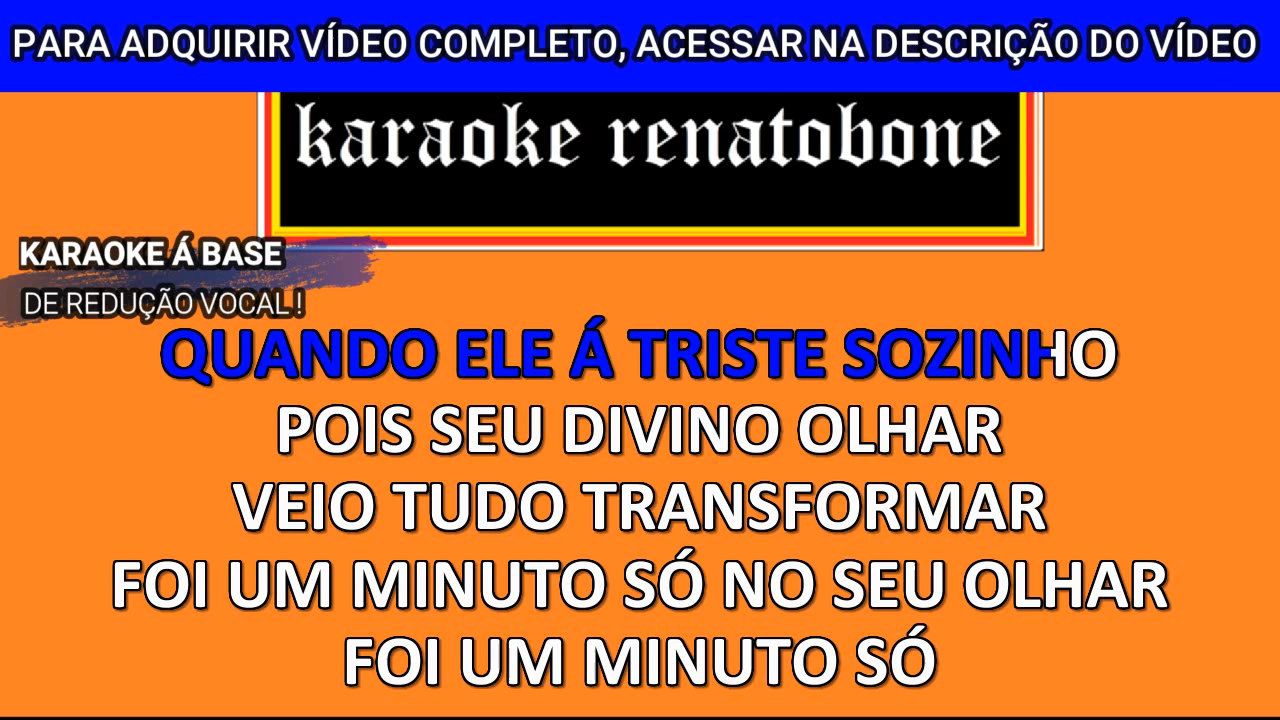 PARA ADQUIRIR VÍDEO COMPLETO, ACESSAR NA DESCRIÇÃO DO VÍDEO
karaoke renatobone
KARAOKE Á BASE
DE REDUÇÃO VOCAL !
QUANDO ELE Á TRISTE SOZINHO
POIS SEU DIVINO OLHAR
VEIO TUDO TRANSFORMAR
FOI UM MINUTO SÓ NO SEU OLHAR
FOI UM MINUTO SÓ